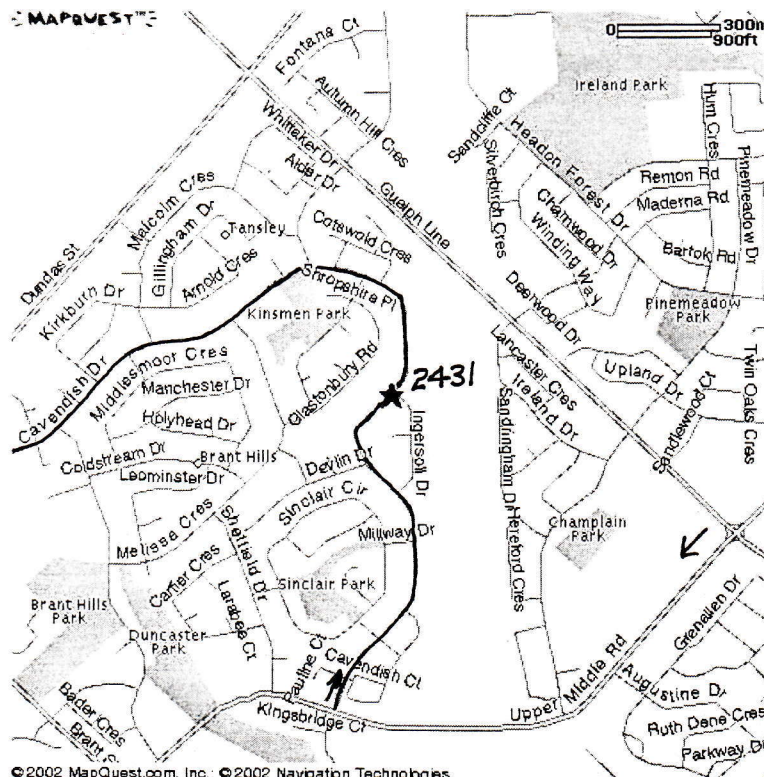 MAPQUEST™
0 300m
900ft
Fontana Ct
Autumn Hill Cres
Whittaker Dr
Alder Dr
Sandcliffe Ct
Ireland Park
Headon Forest Dr
Hum Cres
Pinemeadow Dr
Silverbirch Cres
Remon Rd
Maderna Rd
Bartok Rd
Charnwood Dr
Winding Way
Deerwood Dr
Pinemeadow
Park
Guelph Line
Malcolm Cres
Gillingham Dr
Tansley
Cotswold Cres
Arnold Cres
Dundas St
Kirkburn Dr
Shropshire Pl
Kinsmen Park
Cavendish Dr
Middlesmoor Cres
Manchester Dr
Glastonbury Rd
2431
Holyhead Dr
Coldstream Dr
Leominster Dr
Brant Hills
Devlin Dr
Ingersoll Dr
Lancaster Cres
Ireland Dr
Upland Dr
Sandlewood Ct
Twin Oaks Cres
Sandringham Dr
Hereford Cres
Champlain
Park
Sinclair Cir
Millway Dr
Melissa Cres
Sheffield Dr
Carrier Cres
Larabee Ct
Sinclair Park
Brant Hills
Park
Duncaster
Park
Pauline Ct
Cavendish Ct
Kingsbridge Ct
Upper Middle Rd
Grenallen Dr
Augustine Dr
Ruth Dene Cres
Parkway Dr
Bader Cres
Brant S
©2002 MapQuest.com, Inc.; ©2002 Navigation Technologies